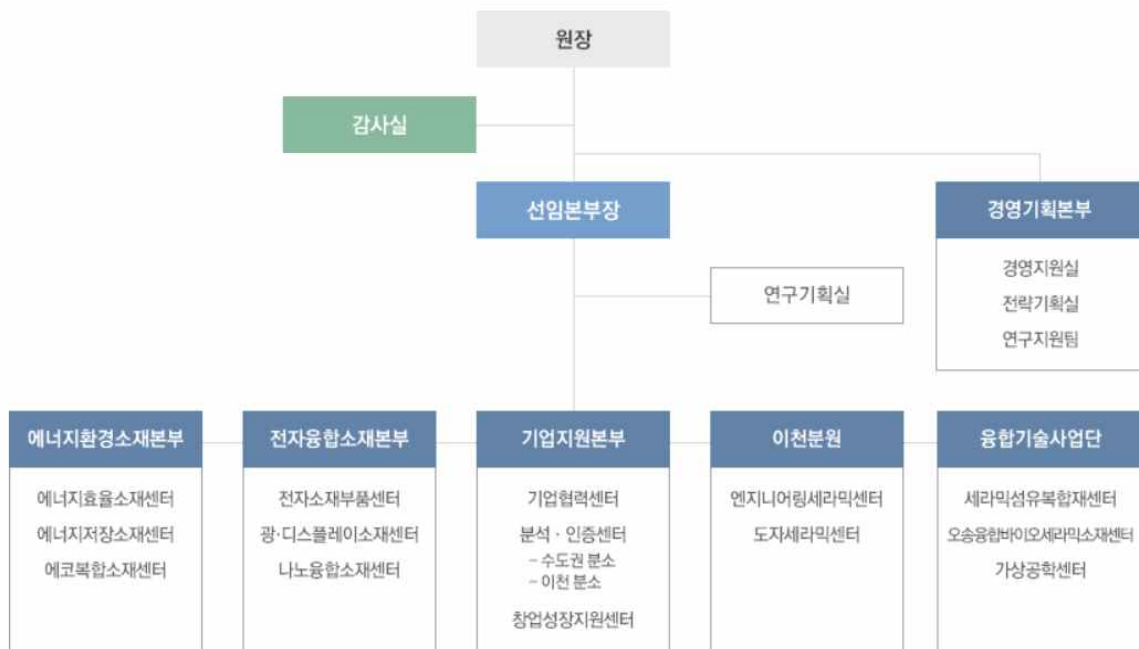 원장
감사실
선임본부장
경영기획본부
경영지원실
전략기획실
연구지원팀
연구기획실
에너지환경소재본부
에너지효율소재센터
에너지저장소재센터
에코복합소재센터
전자융합소재본부
전자소재부품센터
광·디스플레이소재센터
나노융합소재센터
기업지원본부
기업협력센터
분석 · 인증센터
– 수도권 분소
– 이천 분소
창업성장지원센터
이천분원
엔지니어링세라믹센터
도자세라믹센터
융합기술사업단
세라믹섬유복합재센터
오송융합바이오세라믹소재센터
가상공학센터